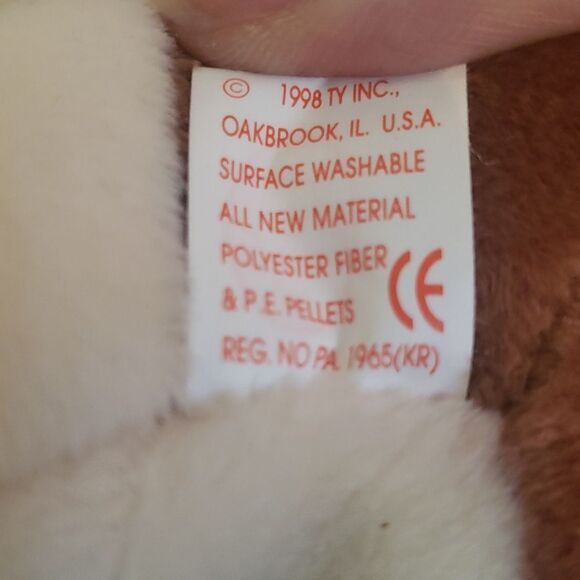 © 1998 TY INC.,
OAKBROOK, IL. U.S.A.
SURFACE WASHABLE
ALL NEW MATERIAL
POLYESTER FIBER
& P.E. PELLETS CE
REG. NO PA. 1965(KR)